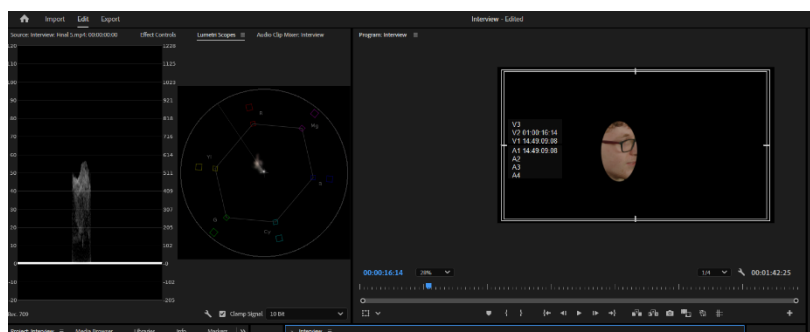 Import Edit Export
Interview - Edited
Source: Interview: Final S.mp4: 00:00:00:00 Effect Controls Lumetri Scopes Audio Clip Mixer: Interview Program: Interview
120 1228
110 1125
100 1023
90 921
80 818
70 716
60 614
50 511
40
30 307
20 205
10 102
0 0
-10 -102
-20 -205
R Mg
Yl B
G Cy
V3
V2 01:00:16:14
V1 14:49:09:08
A1 14:49:09:08
A2
A3
A4
00:00:16:14 28% 1/4 00:01:42:25
Rec. 709 Clamp Signal 10 Bit
Project: Interview Media Browser Libraries Info Markers Interview